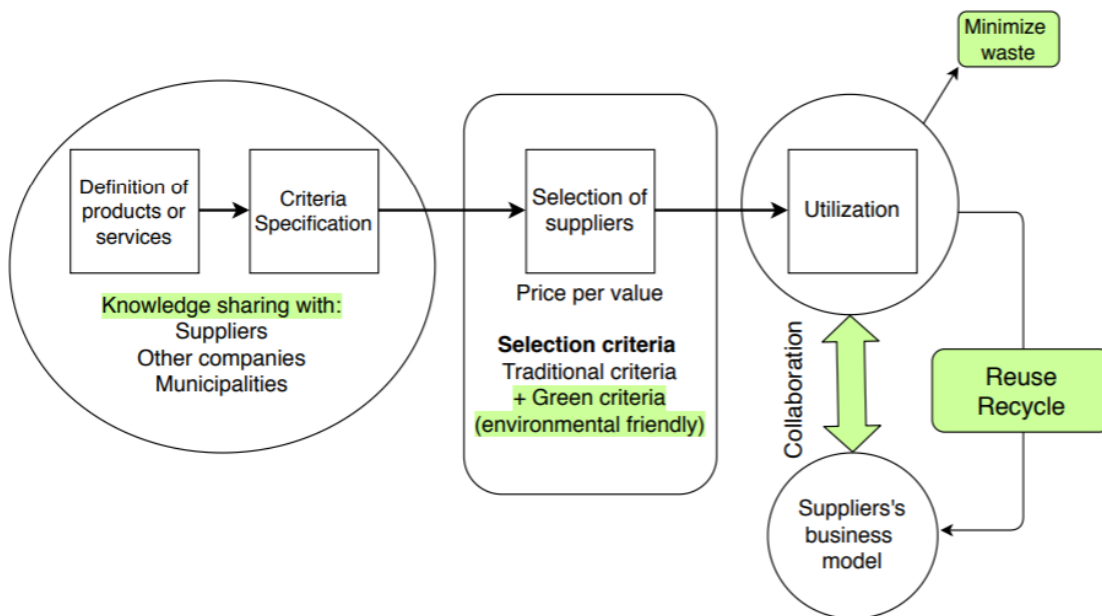 Minimize
waste
Definition of
products or
services
Criteria
Specification
Selection of
suppliers
Utilization
Knowledge sharing with:
Suppliers
Other companies
Municipalities
Price per value
Selection criteria
Traditional criteria
+ Green criteria
(environmental friendly)
Collaboration
Reuse
Recycle
Suppliers's
business
model